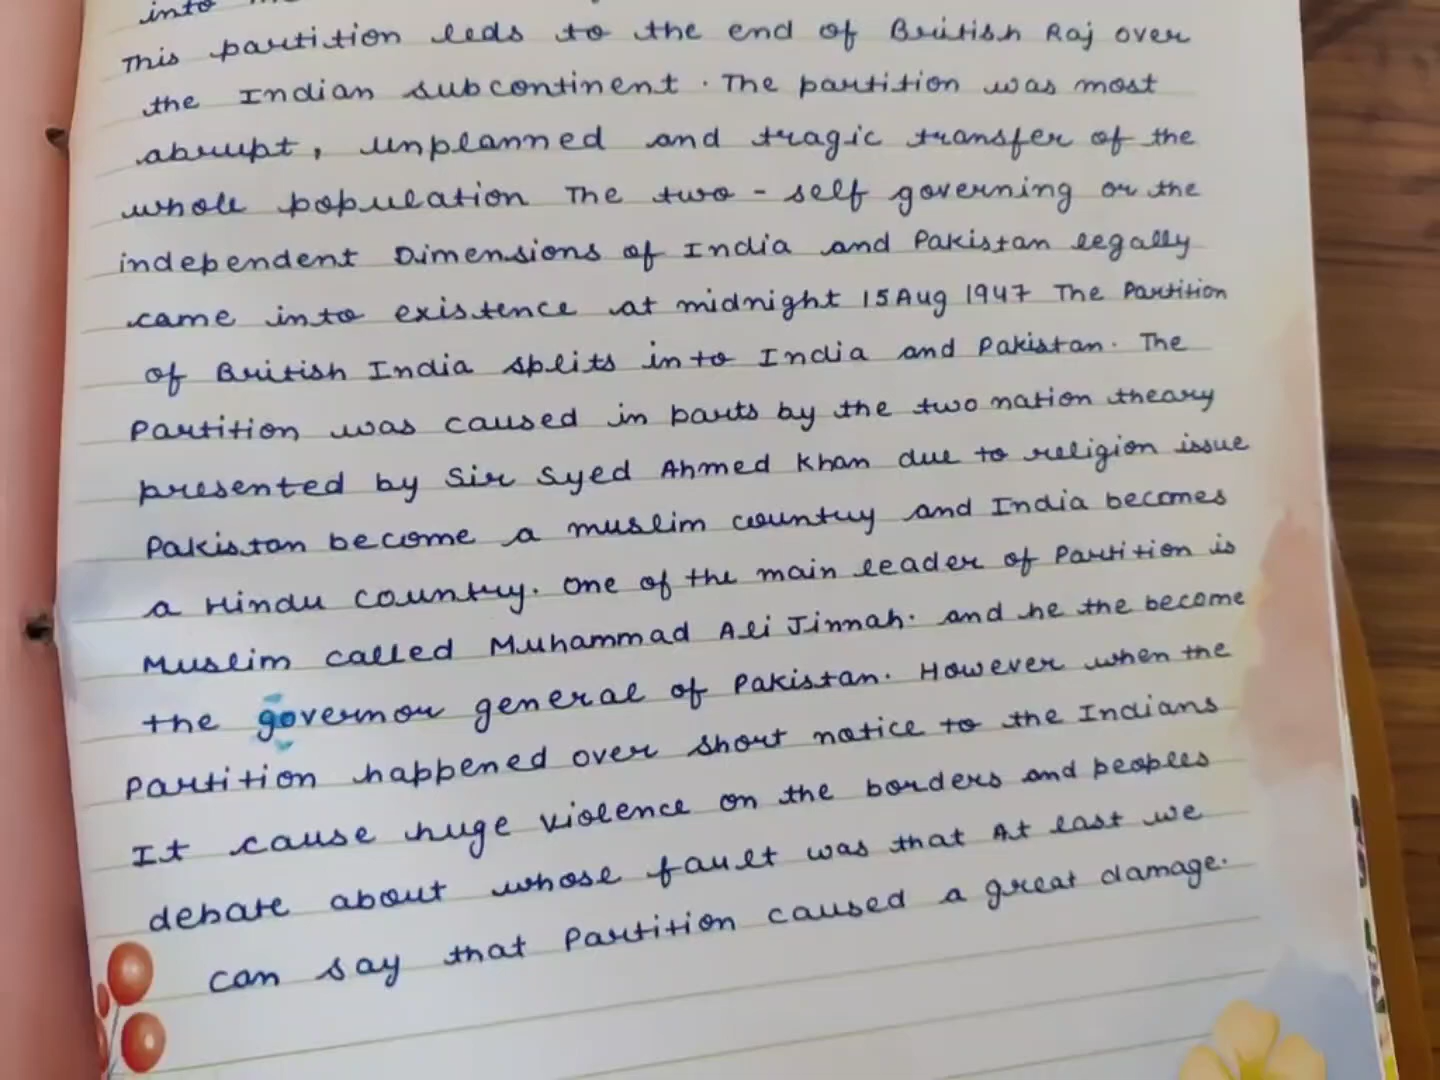 into
This partition leds to the end of British Raj over
the Indian subcontinent. The partition was most
abrupt, unplanned and tragic transfer of the
whole population The two - self governing or the
independent Dimensions of India and Pakistan legally
came into existence at midnight 15 Aug 1947 The Partition
of British India splits into India and Pakistan. The
Partition was caused in parts by the two nation theary
presented by Sir Syed Ahmed Khan due to religion issue
Pakistan become a muslim country and India becomes
a Hindu country. One of the main leader of Partition is
Muslim called Muhammad Ali Jinnah. and he the become
the governor general of Pakistan. However when the
Partition happened over short notice to the Indians
It cause huge violence on the borders and peoples
debate about whose fault was that At last we
can say that Partition caused a great damage.